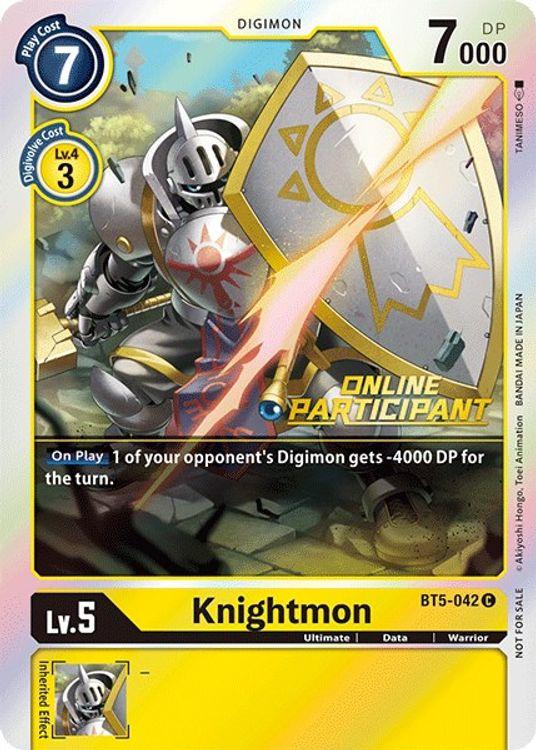 Play Cost
7
DIGIMON
7000
DP
Digivolve Cost
Lv.4
3
TANIMESO
ONLINE
PARTICIPANT
On Play 1 of your opponent's Digimon gets -4000 DP for
the turn.
Lv.5
Knightmon
BT5-042 C
Ultimate | Data | Warrior
Inherited Effect
–
NOT FOR SALE
©Akiyoshi Hongo, Toei Animation BANDAI MADE IN JAPAN